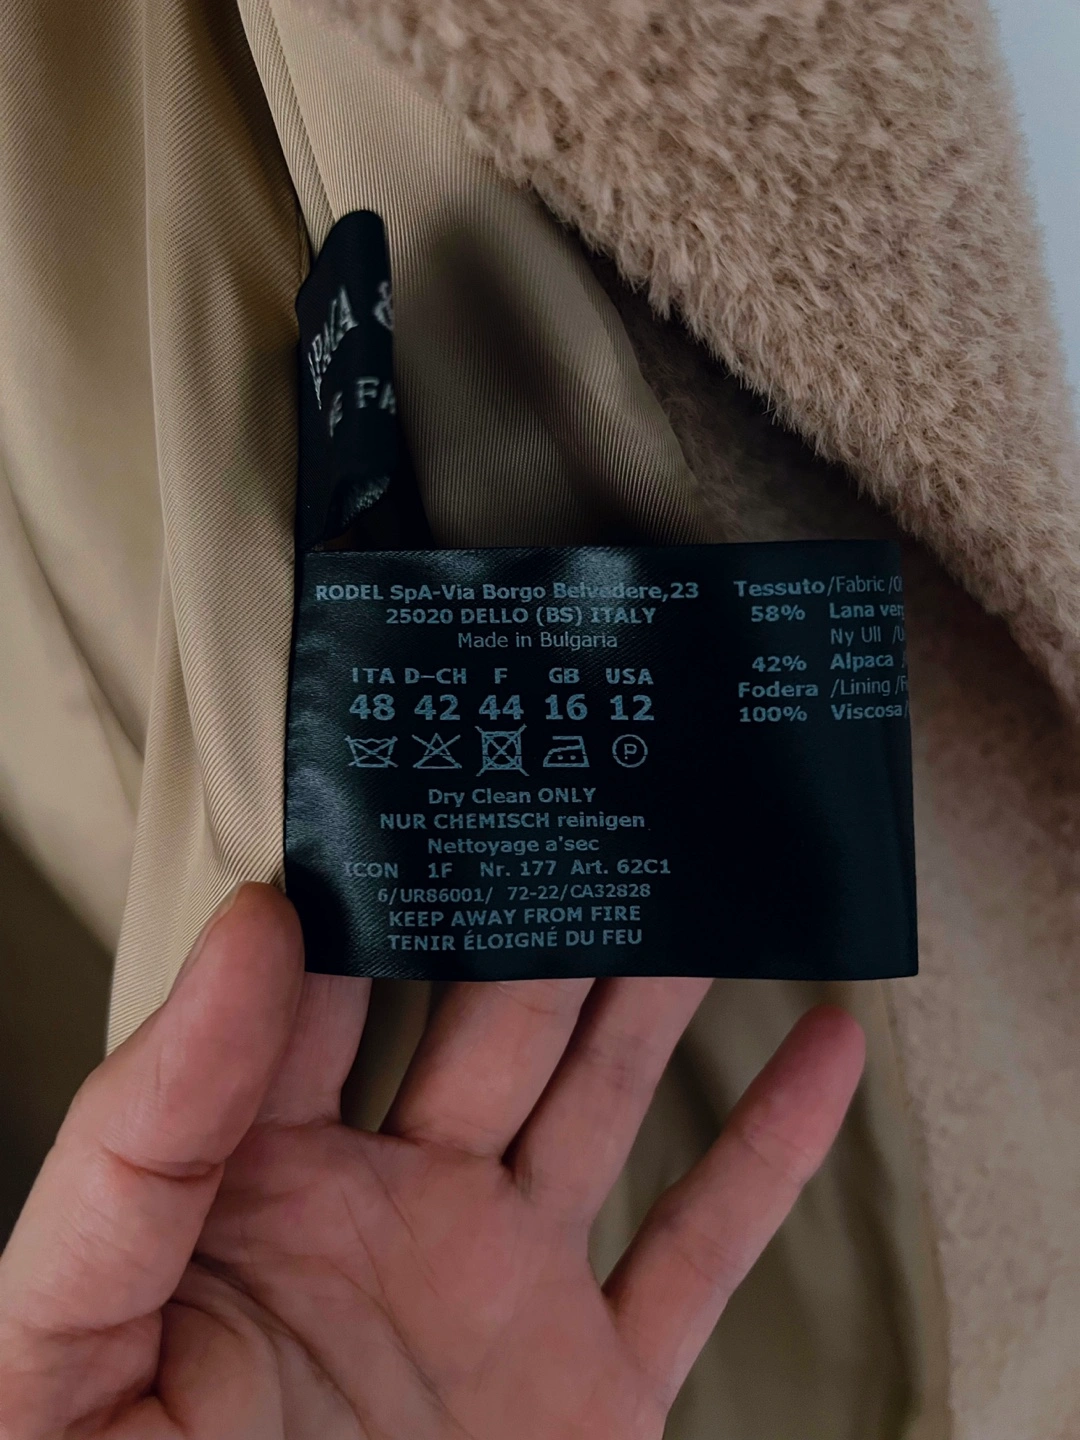 & 
FA
RODEL SpA-Via Borgo Belvedere,23
25020 DELLO (BS) ITALY
Made in Bulgaria
ITA D-CH F GB USA
48 42 44 16 12
P
Dry Clean ONLY
NUR CHEMISCH reinigen
Nettoyage a'sec
ICON 1F Nr. 177 Art. 62C1
6/UR86001/ 72-22/CA32828
KEEP AWAY FROM FIRE
TENIR ÉLOIGNÉ DU FEU
Tessuto/Fabric /
58% Lana
Ny Ull /
42% Alpaca
Fodera /Lining /
100% Viscosa/